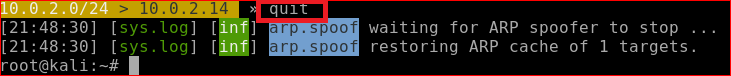 10.0.2.0/24 > 10.0.2.14 » quit
[21:48:30] [sys.log] [inf] arp.spoof waiting for ARP spoofer to stop ...
[21:48:30] [sys.log] [inf] arp.spoof restoring ARP cache of 1 targets.
root@kali:~#